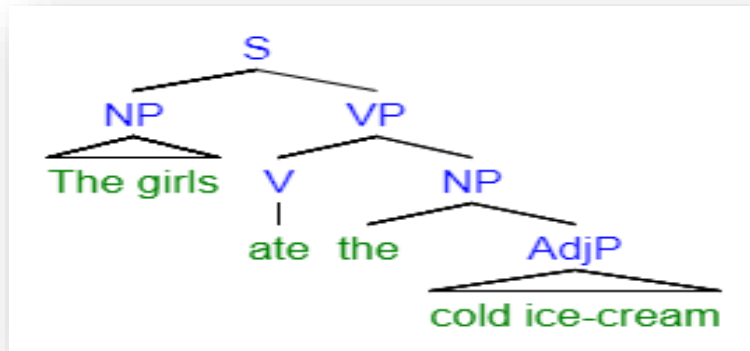 S
NP VP
The girls V NP
ate the AdjP
cold ice-cream